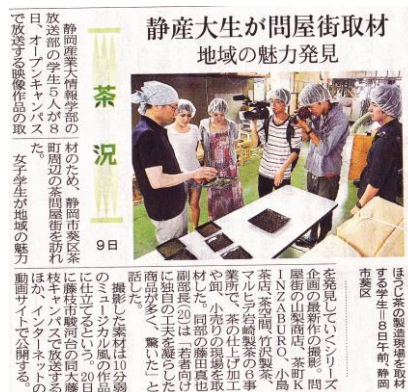 静産大生が問屋街取材
地域の魅力発見
茶況
9日
静岡産業大情報学部の
放送部の学生5人が8
日、オープンキャンパス
で放送する映像作品の取
材のため、静岡市葵区茶
町周辺の茶問屋街を訪れ
た。
女子学生が地域の魅力
ほうじ茶の製造現場を取材
する学生＝8日午前、静岡
市葵区
を発見していくシリーズ
企画の最新作の撮影。問
屋街の山梨商店、茶匠K
INZABURO、小島
茶店、茶空間、竹沢製茶、
マルヒデ岩崎製茶の6事
業所で、茶の仕上げ加工
や卸、小売りの現場を取
材した。同部の藤田真也
副部長（20）は「若者向け
に独自の工夫を凝らした
商品が多く、驚いた」と
話した。
撮影した素材は10分弱
のミュージカル風の作品
に仕立てるという。20日
に藤枝市駿河台の同大藤
枝キャンパスで放送する
ほか、インターネットの
動画サイトで公開する。